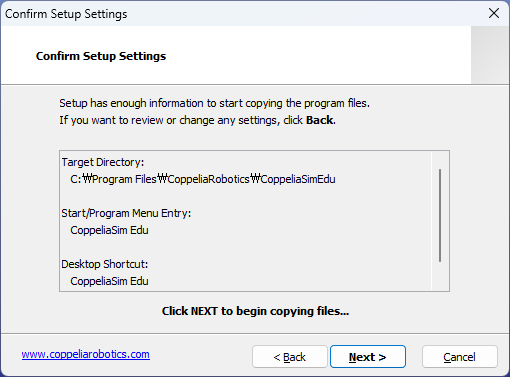 Confirm Setup Settings
Confirm Setup Settings
Setup has enough information to start copying the program files.
If you want to review or change any settings, click Back.
Target Directory:
C:₩Program Files₩CoppeliaRobotics₩CoppeliaSimEdu
Start/Program Menu Entry:
CoppeliaSim Edu
Desktop Shortcut:
CoppeliaSim Edu
Click NEXT to begin copying files...
www.coppeliarobotics.com
< Back
Next >
Cancel